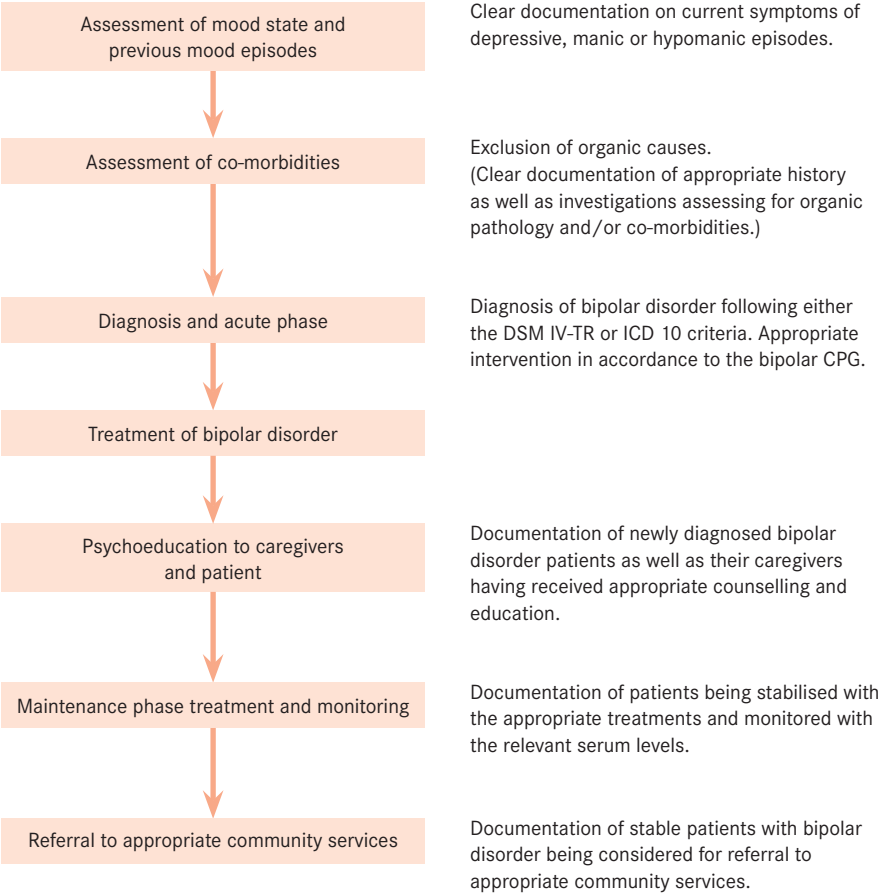 Assessment of mood state and
previous mood episodes
Clear documentation on current symptoms of
depressive, manic or hypomanic episodes.
Assessment of co-morbidities
Exclusion of organic causes.
(Clear documentation of appropriate history
as well as investigations assessing for organic
pathology and/or co-morbidities.)
Diagnosis and acute phase
Diagnosis of bipolar disorder following either
the DSM IV-TR or ICD 10 criteria. Appropriate
intervention in accordance to the bipolar CPG.
Treatment of bipolar disorder
Psychoeducation to caregivers
and patient
Documentation of newly diagnosed bipolar
disorder patients as well as their caregivers
having received appropriate counselling and
education.
Maintenance phase treatment and monitoring
Documentation of patients being stabilised with
the appropriate treatments and monitored with
the relevant serum levels.
Referral to appropriate community services
Documentation of stable patients with bipolar
disorder being considered for referral to
appropriate community services.